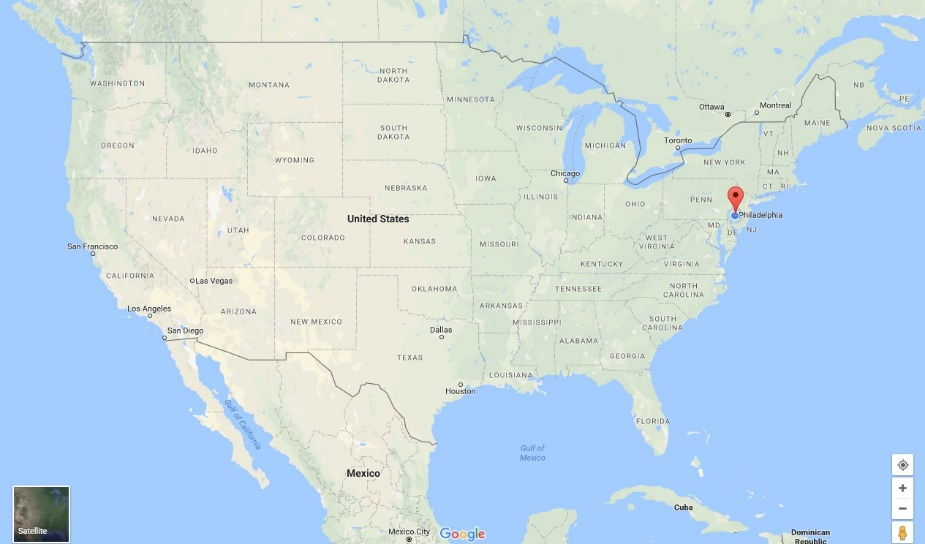 WASHINGTON
MONTANA
NORTH
DAKOTA
MINNESOTA
Ottawa
Montreal
NB
PE
MAINE
NOVA SCOTIA
OREGON
IDAHO
SOUTH
DAKOTA
WISCONSIN
MICHIGAN
Toronto
VT
NH
WYOMING
IOWA
Chicago
NEW YORK
MA
CT
RI
NEBRASKA
ILLINOIS
INDIANA
OHIO
PENN
Philadelphia
NEVADA
UTAH
United States
MD
DE
NJ
San Francisco
COLORADO
KANSAS
MISSOURI
WEST
VIRGINIA
CALIFORNIA
KENTUCKY
VIRGINIA
Las Vegas
OKLAHOMA
TENNESSEE
NORTH
CAROLINA
Los Angeles
ARIZONA
NEW MEXICO
ARKANSAS
MISSISSIPPI
SOUTH
CAROLINA
San Diego
Dallas
ALABAMA
TEXAS
GEORGIA
LOUISIANA
Houston
Gulf of California
FLORIDA
Gulf of
Mexico
Mexico
Cuba
Satellite
Mexico City
Google
Dominican
Republic